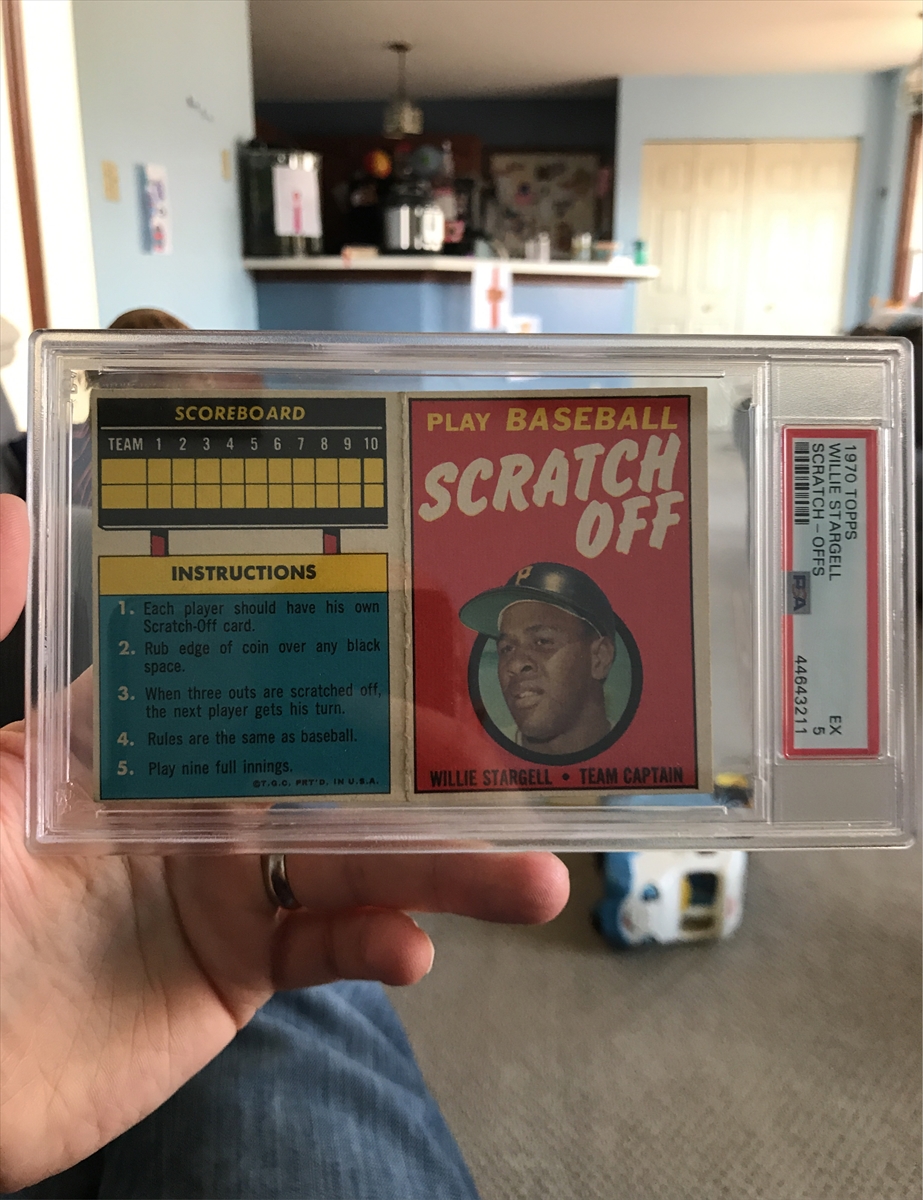 SCOREBOARD
TEAM 1 2 3 4 5 6 7 8 9 10
INSTRUCTIONS
1. Each player should have his own
Scratch-Off card.
2. Rub edge of coin over any black
space.
3. When three outs are scratched off,
the next player gets his turn.
4. Rules are the same as baseball.
5. Play nine full innings.
©T.C.G. PRT'D. IN U.S.A.
PLAY BASEBALL
SCRATCH
OFF
P
WILLIE STARGELL • TEAM CAPTAIN
1970 TOPPS
WILLIE STARGELL
SCRATCH-OFFS
EX
5
PSA
44643211